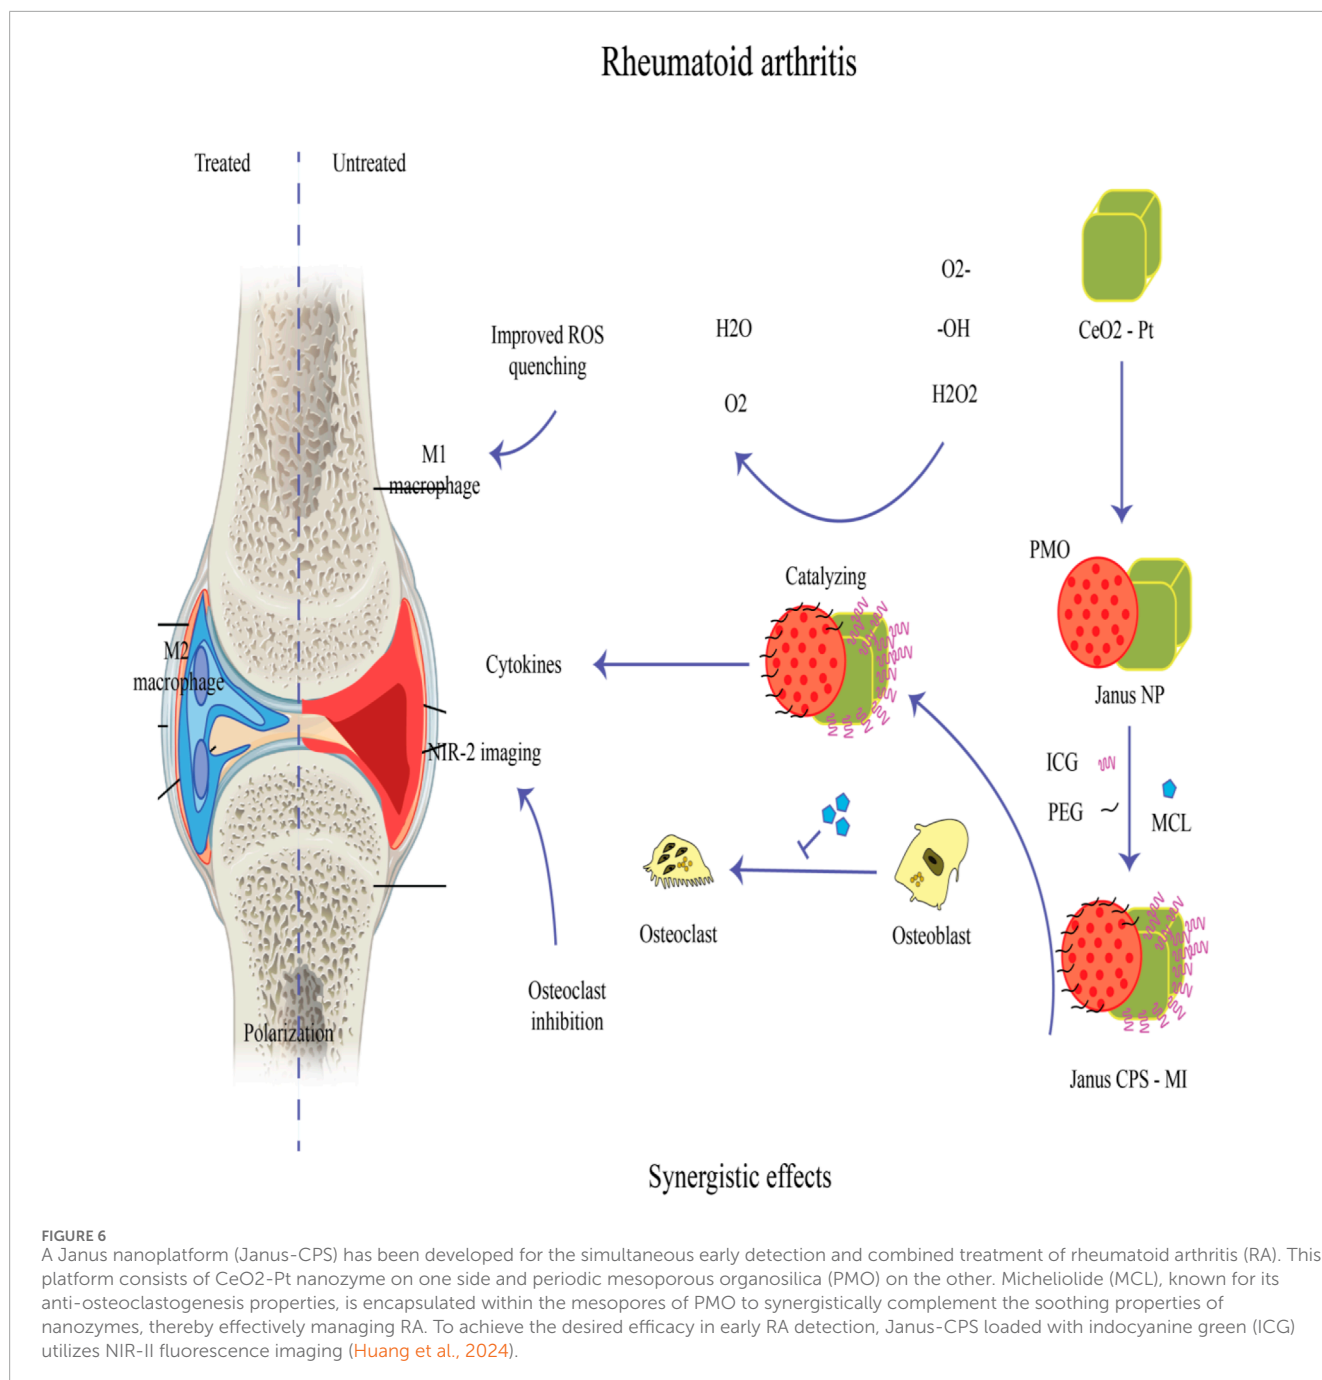 Rheumatoid arthritis
Treated
Untreated
O2-
-OH
H2O2
H2O
O2
CeO2 - Pt
Improved ROS
quenching
M1
macrophage
PMO
Janus NP
Catalyzing
M2
macrophage
Cytokines
NIR-2 imaging
ICG
PEG
MCL
Osteoclast
Osteoblast
Osteoclast
inhibition
Polarization
Janus CPS - MI
Synergistic effects
FIGURE 6
A Janus nanoplatform (Janus-CPS) has been developed for the simultaneous early detection and combined treatment of rheumatoid arthritis (RA). This
platform consists of CeO2-Pt nanozyme on one side and periodic mesoporous organosilica (PMO) on the other. Micheliolide (MCL), known for its
anti-osteoclastogenesis properties, is encapsulated within the mesopores of PMO to synergistically complement the soothing properties of
nanozymes, thereby effectively managing RA. To achieve the desired efficacy in early RA detection, Janus-CPS loaded with indocyanine green (ICG)
utilizes NIR-II fluorescence imaging (Huang et al., 2024).